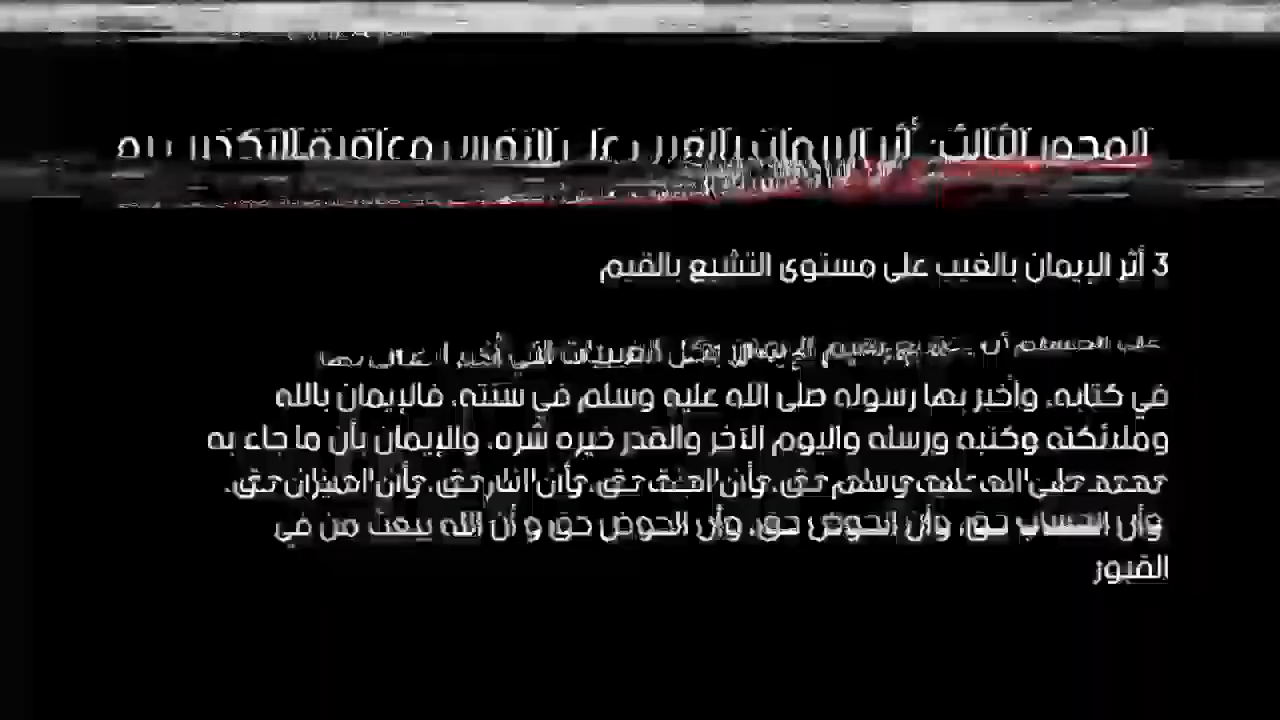 المحور الثالث: أثر الإيمان بالغيب على النفس وعاقبة التكذيب به
3 أثر الإيمان بالغيب على مستوى التشبع بالقيم
على المسلم أن الإيمان بكل الغيبيات التي أخبر تعالى بها
في كتابه، وأخبر بها رسوله صلى الله عليه وسلم في سنته. فالإيمان بالله
وملائكته وكتبه ورسله واليوم الآخر والقدر خيره شره، والإيمان بأن ما جاء به
محمد صلى الله عليه وسلم حق، وأن الجنة حق، وأن النار حق، وأن الميزان حق،
وأن الحساب حق، وأن الحوض حق، وأن الحوض حق و أن الله يبعث من في
القبور